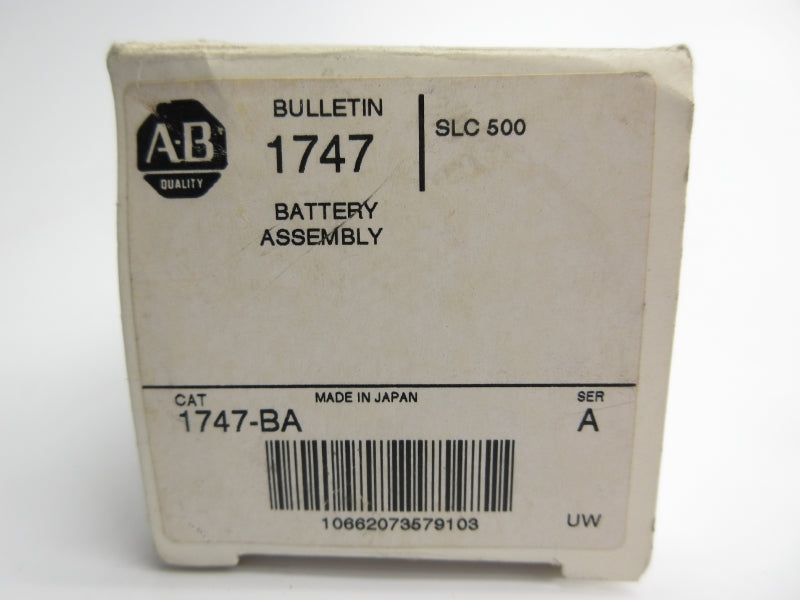 A·B
QUALITY
BULLETIN
1747
SLC 500
BATTERY
ASSEMBLY
CAT
MADE IN JAPAN
SER
1747-BA
A
10662073579103
UW